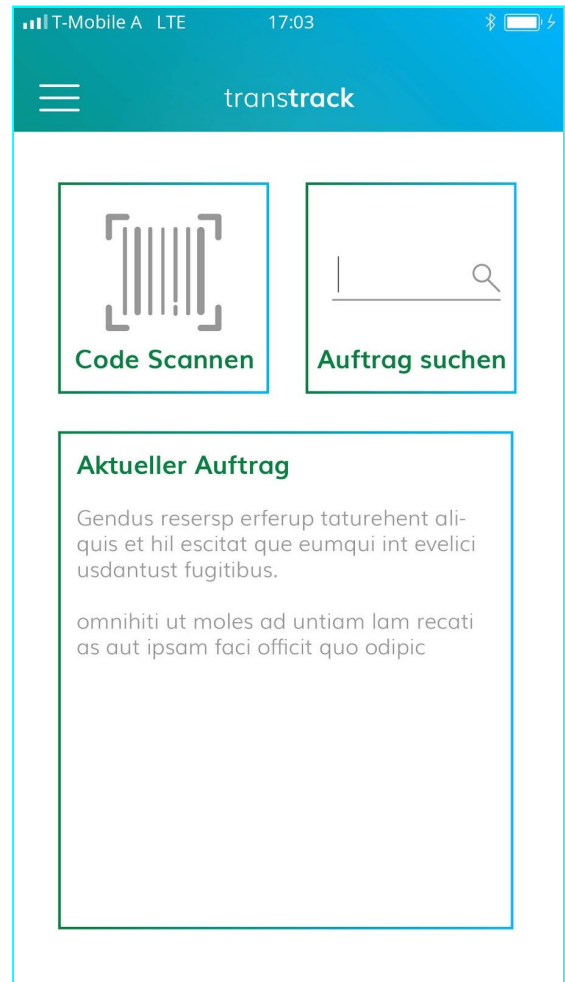 T-Mobile A LTE 17:03
transtrack
Code Scannen
Auftrag suchen
Aktueller Auftrag
Gendus resersp erferup taturehent ali-
quis et hil escitat que eumqui int evelici
usdantust fugitibus.
omnihiti ut moles ad untiam lam recati
as aut ipsam faci officit quo odipic